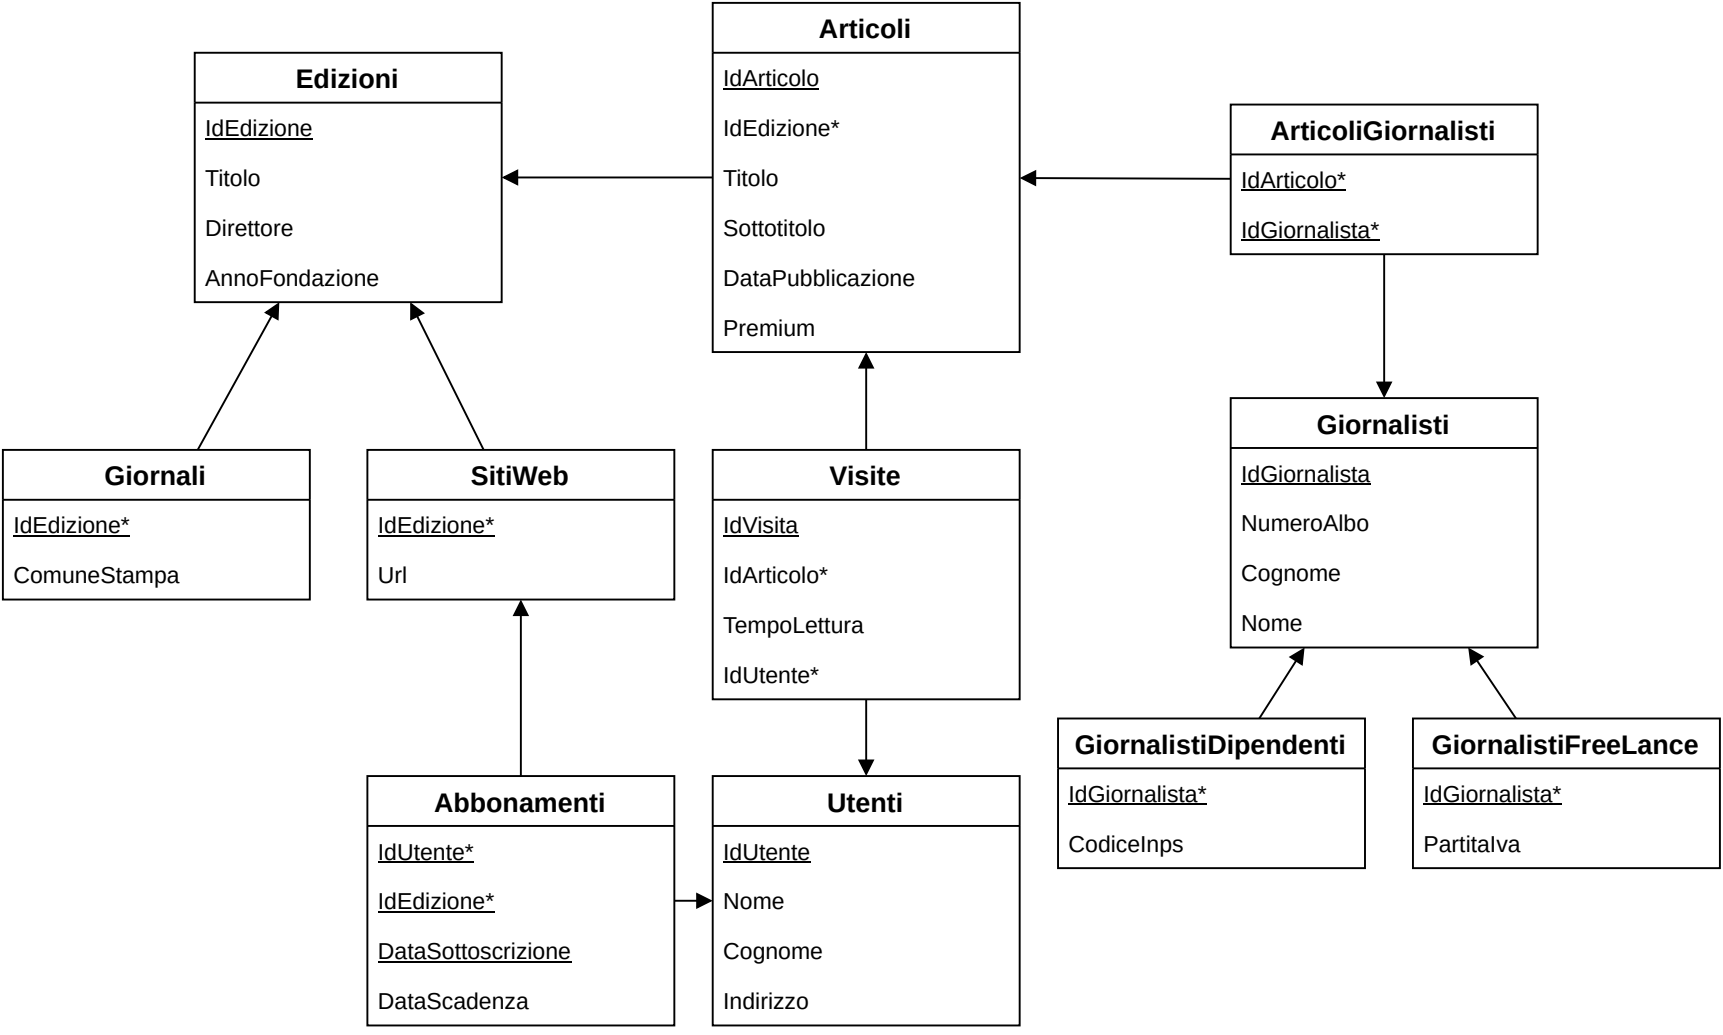 Edizioni
IdEdizione
Titolo
Direttore
AnnoFondazione
Articoli
IdArticolo
IdEdizione*
Titolo
Sottotitolo
DataPubblicazione
Premium
ArticoliGiornalisti
IdArticolo*
IdGiornalista*
Giornali
IdEdizione*
ComuneStampa
SitiWeb
IdEdizione*
Url
Visite
IdVisita
IdArticolo*
TempoLettura
IdUtente*
Giornalisti
IdGiornalista
NumeroAlbo
Cognome
Nome
Abbonamenti
IdUtente*
IdEdizione*
DataSottoscrizione
DataScadenza
Utenti
IdUtente
Nome
Cognome
Indirizzo
GiornalistiDipendenti
IdGiornalista*
CodiceInps
GiornalistiFreeLance
IdGiornalista*
PartitaIva